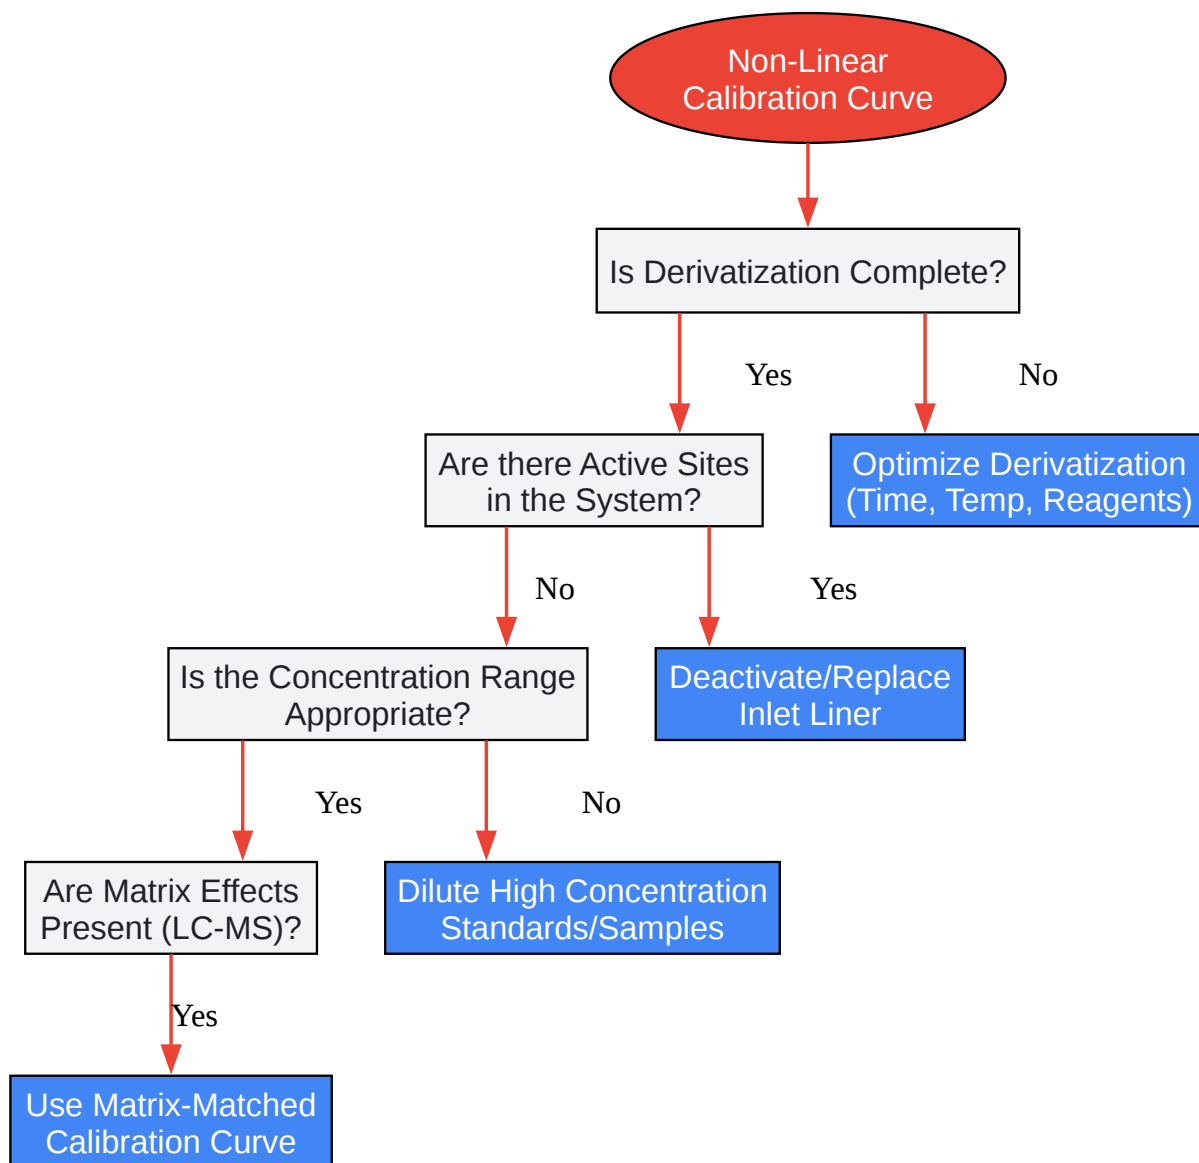 Non-Linear
Calibration Curve
Is Derivatization Complete?
Yes
No
Are there Active Sites
in the System?
Optimize Derivatization
(Time, Temp, Reagents)
No
Yes
Is the Concentration Range
Appropriate?
Deactivate/Replace
Inlet Liner
Yes
No
Are Matrix Effects
Present (LC-MS)?
Dilute High Concentration
Standards/Samples
Yes
Use Matrix-Matched
Calibration Curve